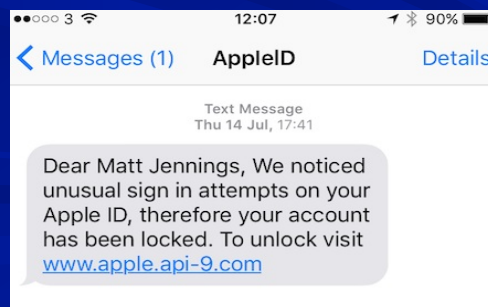 3 12:07 90%
Messages (1) AppleID Details
Text Message
Thu 14 Jul, 17:41
Dear Matt Jennings, We noticed
unusual sign in attempts on your
Apple ID, therefore your account
has been locked. To unlock visit
www.apple.api-9.com